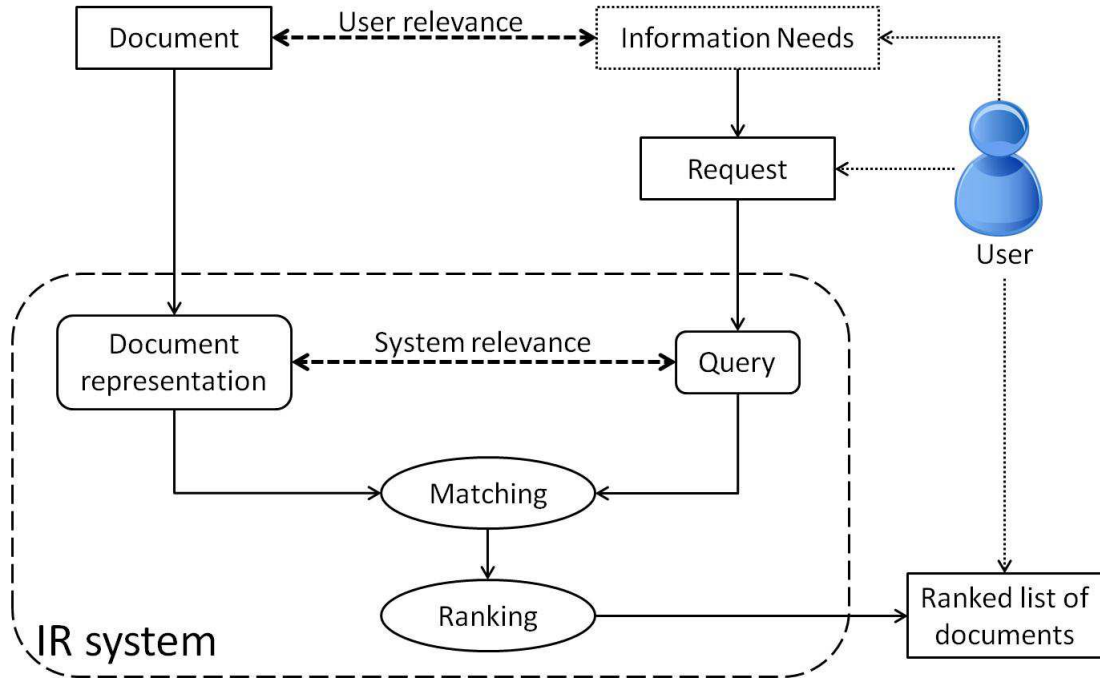 Document
User relevance
Information Needs
Request
User
Document
representation
System relevance
Query
Matching
Ranking
Ranked list of
documents
IR system